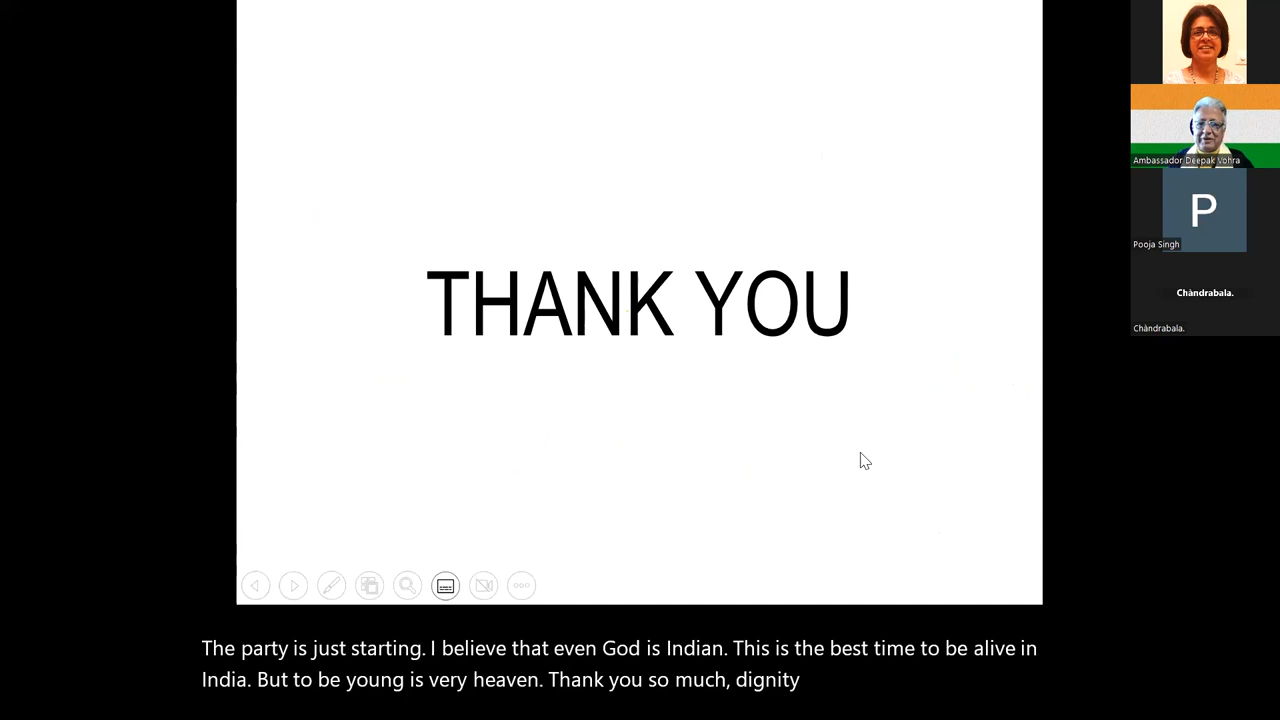 THANK YOU
Ambassador Deepak Vohra
P
Pooja Singh
Chàndrabala.
Chàndrabala.
The party is just starting. I believe that even God is Indian. This is the best time to be alive in
India. But to be young is very heaven. Thank you so much, dignity